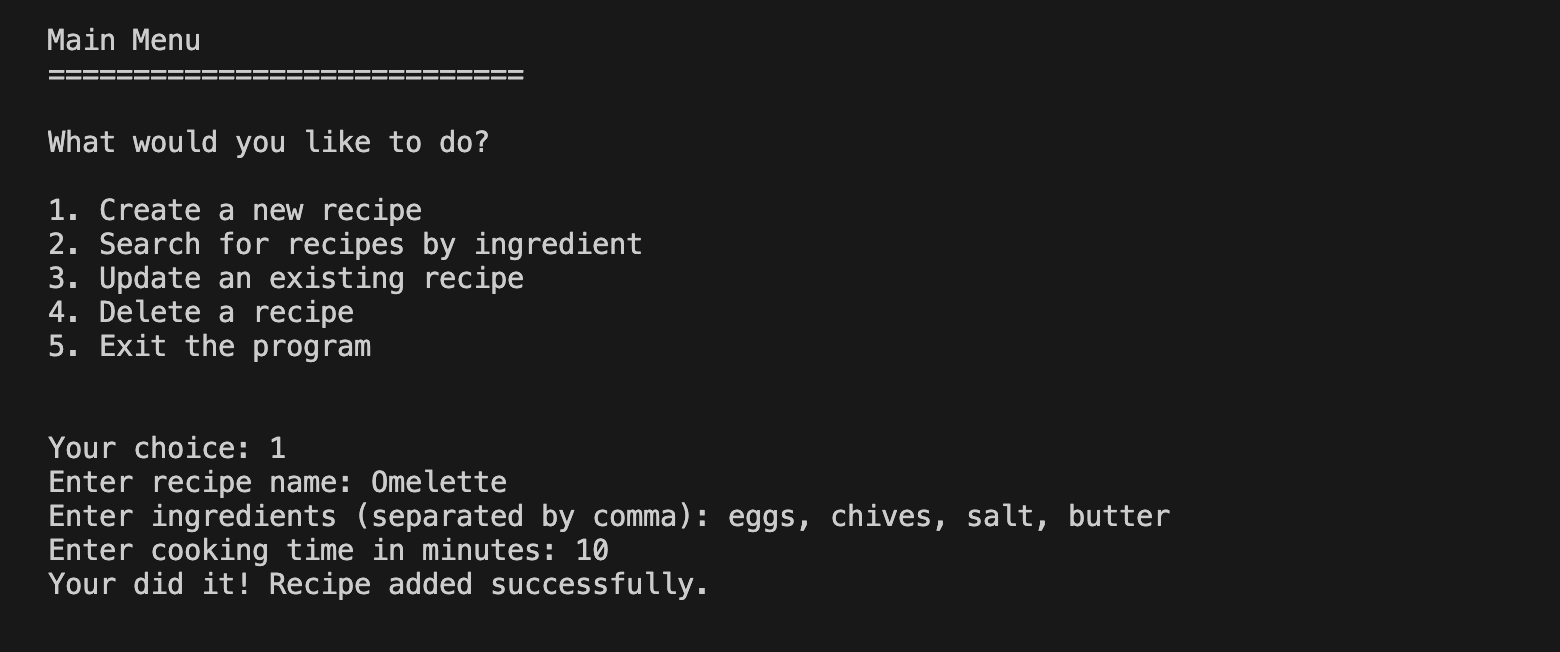 Main Menu
============================
What would you like to do?
1. Create a new recipe
2. Search for recipes by ingredient
3. Update an existing recipe
4. Delete a recipe
5. Exit the program
Your choice: 1
Enter recipe name: Omelette
Enter ingredients (separated by comma): eggs, chives, salt, butter
Enter cooking time in minutes: 10
Your did it! Recipe added successfully.